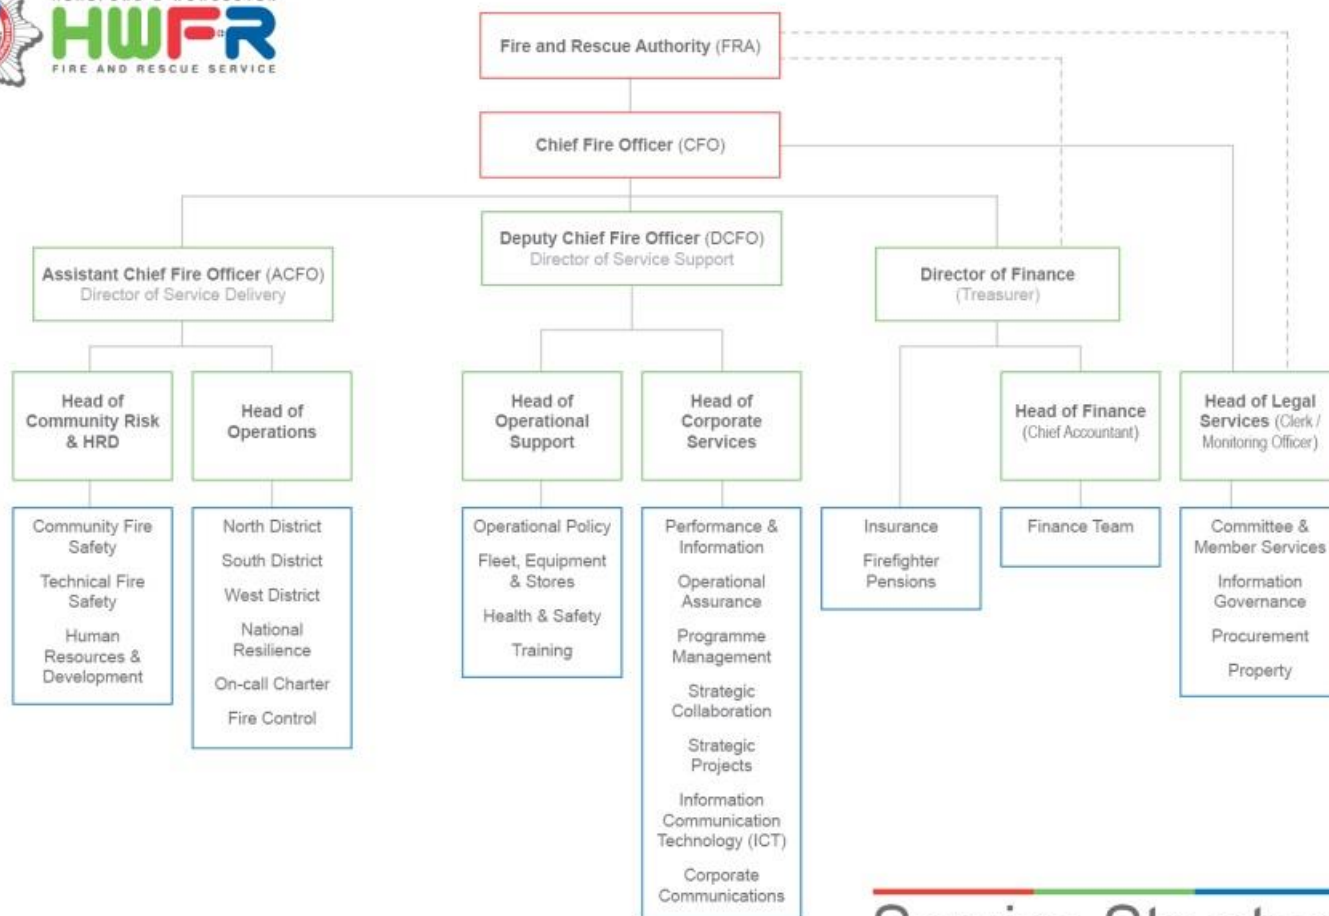 HWFR
FIRE AND RESCUE SERVICE
Fire and Rescue Authority (FRA)
Chief Fire Officer (CFO)
Deputy Chief Fire Officer (DCFO)
Director of Service Support
Assistant Chief Fire Officer (ACFO)
Director of Service Delivery
Director of Finance
(Treasurer)
Head of
Community Risk
& HRD
Head of
Operations
Head of
Operational
Support
Head of
Corporate
Services
Head of Finance
(Chief Accountant)
Head of Legal
Services (Clerk /
Monitoring Officer)
Community Fire
Safety
Technical Fire
Safety
Human
Resources &
Development
North District
South District
West District
National
Resilience
On-call Charter
Fire Control
Operational Policy
Fleet, Equipment
& Stores
Health & Safety
Training
Performance &
Information
Operational
Assurance
Programme
Management
Strategic
Collaboration
Strategic
Projects
Information
Communication
Technology (ICT)
Corporate
Communications
Insurance
Firefighter
Pensions
Finance Team
Committee &
Member Services
Information
Governance
Procurement
Property